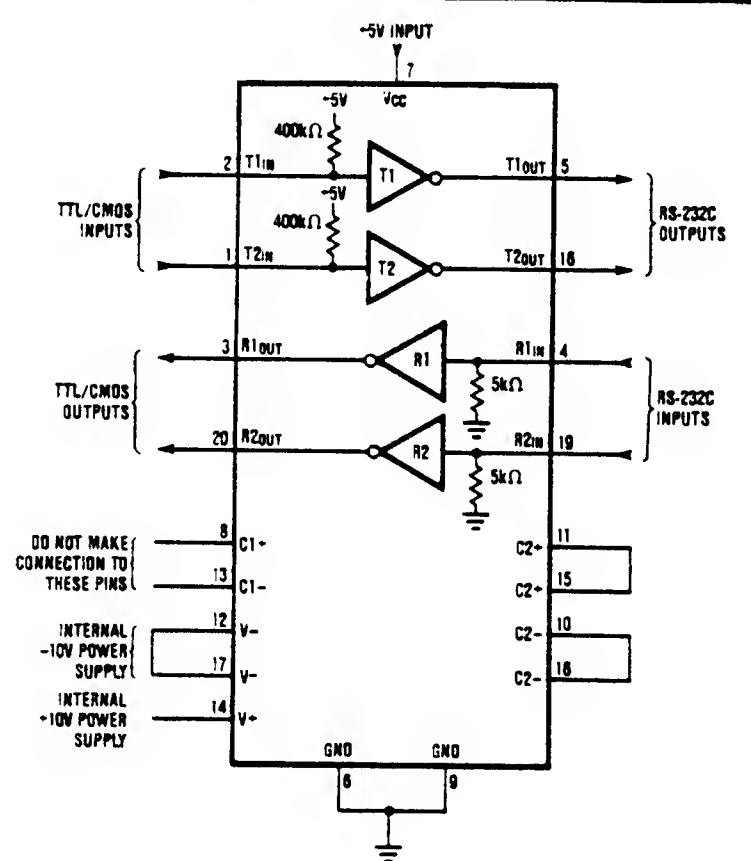 +5V INPUT
7
VCC
+5V
400kΩ
2 T1IN
T1
T1OUT 5
+5V
TTL/CMOS
INPUTS
RS-232C
OUTPUTS
400kΩ
1 T2IN
T2
T2OUT 18
3 R1OUT
R1
R1IN 4
5kΩ
TTL/CMOS
OUTPUTS
RS-232C
INPUTS
20 R2OUT
R2
R2IN 19
5kΩ
DO NOT MAKE
CONNECTION TO
THESE PINS
8 C1+
13 C1-
C2+ 11
C2+ 15
INTERNAL
-10V POWER
SUPPLY
12 V-
17 V-
C2- 10
C2- 16
INTERNAL
+10V POWER
SUPPLY
14 V+
GND GND
6 9